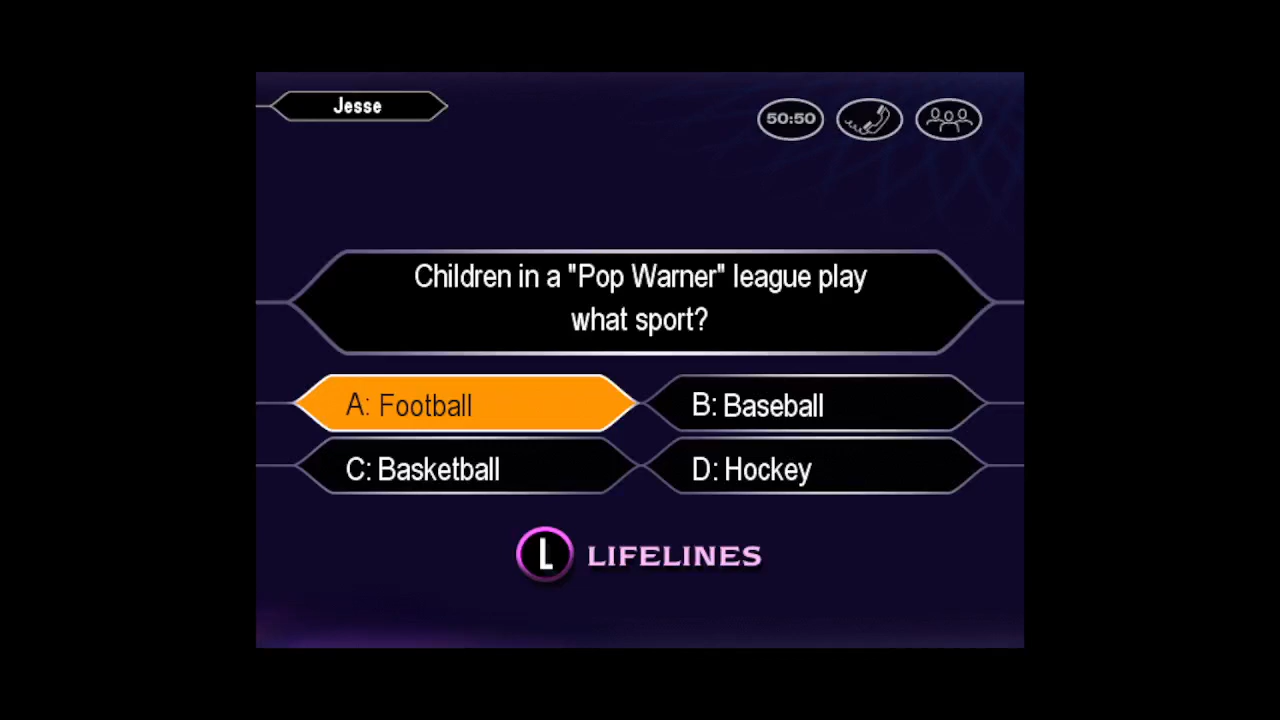 Jesse
50:50
Children in a "Pop Warner" league play
what sport?
A: Football
B: Baseball
C: Basketball
D: Hockey
L LIFELINES